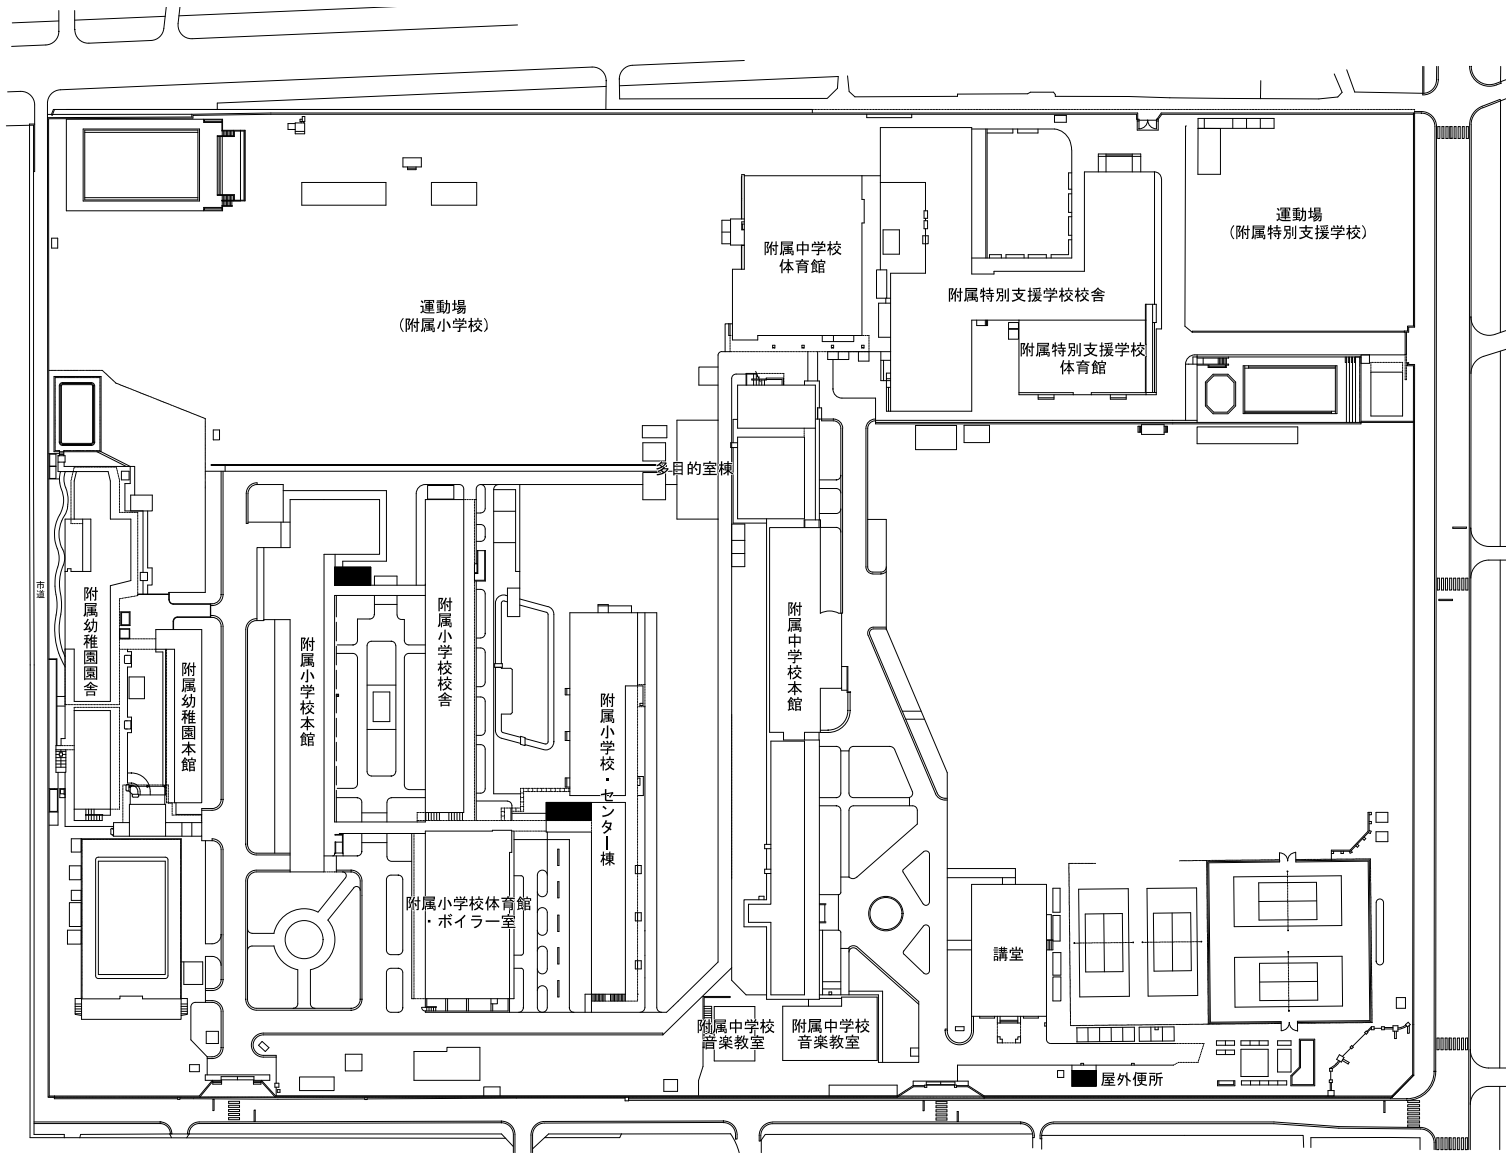 運動場
(附属特別支援学校)
附属中学校
体育館
附属特別支援学校校舎
運動場
(附属小学校)
附属特別支援学校
体育館
多目的室棟
市道
附属幼稚園園舎
附属幼稚園本館
附属小学校本館
附属小学校校舎
附属小学校・センター棟
附属中学校本館
附属小学校体育館
・ボイラー室
講堂
附属中学校
音楽教室
附属中学校
音楽教室
屋外便所